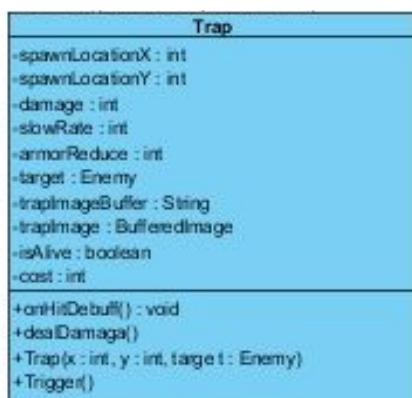 Trap
-spawnLocationX : int
-spawnLocationY : int
-damage : int
-slowRate : int
-armorReduce : int
-target : Enemy
-trapImageBuffer : String
-trapImage : BufferedImage
-isAlive : boolean
-cost : int
+onHitDebuff() : void
+dealDamaga()
+Trap(x : int, y : int, target : Enemy)
+Trigger()